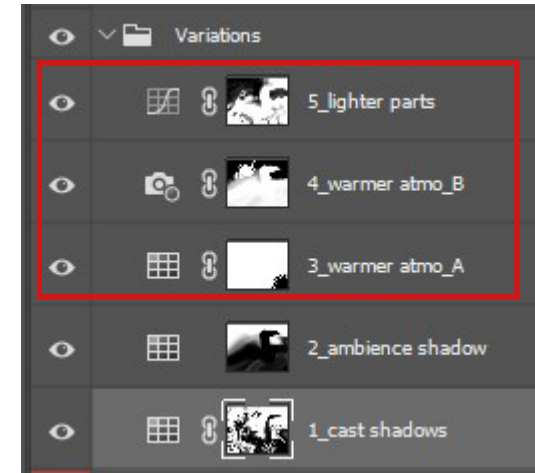 Variations
5_lighter parts
4_warmer atmo_B
3_warmer atmo_A
2_ambience shadow
1_cast shadows